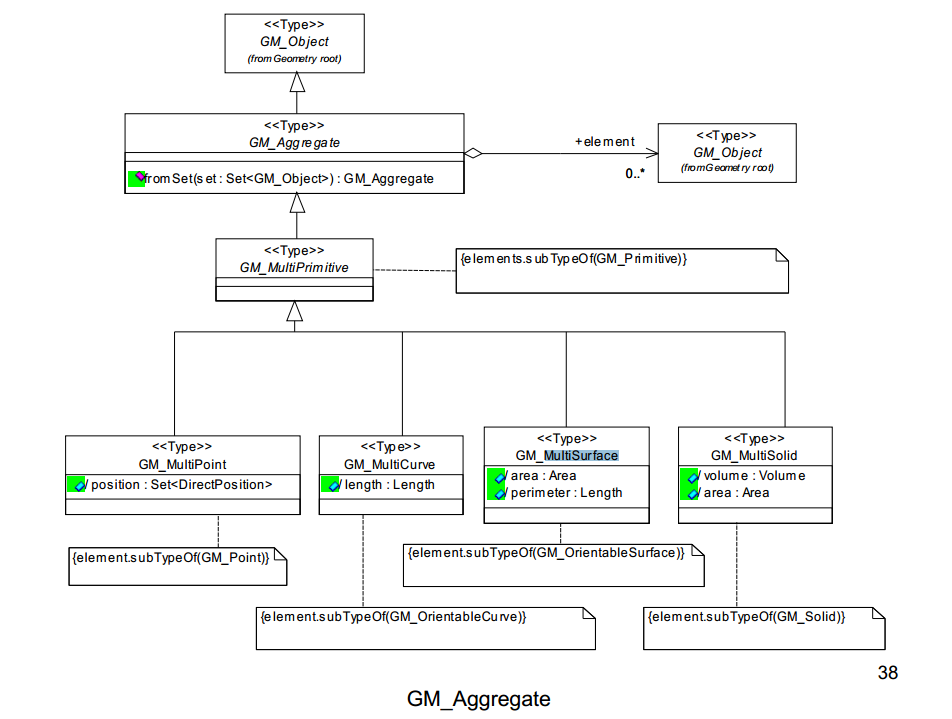 <<Type>>
GM_Object
(from Geometry root)
<<Type>>
GM_Aggregate
fromSet(set : Set<GM_Object>) : GM_Aggregate
+element
0..*
<<Type>>
GM_Object
(from Geometry root)
<<Type>>
GM_MultiPrimitive
{elements.subTypeOf(GM_Primitive)}
<<Type>>
GM_MultiPoint
/ position : Set<DirectPosition>
<<Type>>
GM_MultiCurve
/ length : Length
<<Type>>
GM_MultiSurface
/ area : Area
/ perimeter : Length
<<Type>>
GM_MultiSolid
/ volume : Volume
/ area : Area
{element.subTypeOf(GM_Point)}
{element.subTypeOf(GM_OrientableSurface)}
{element.subTypeOf(GM_OrientableCurve)}
{element.subTypeOf(GM_Solid)}
38
GM_Aggregate